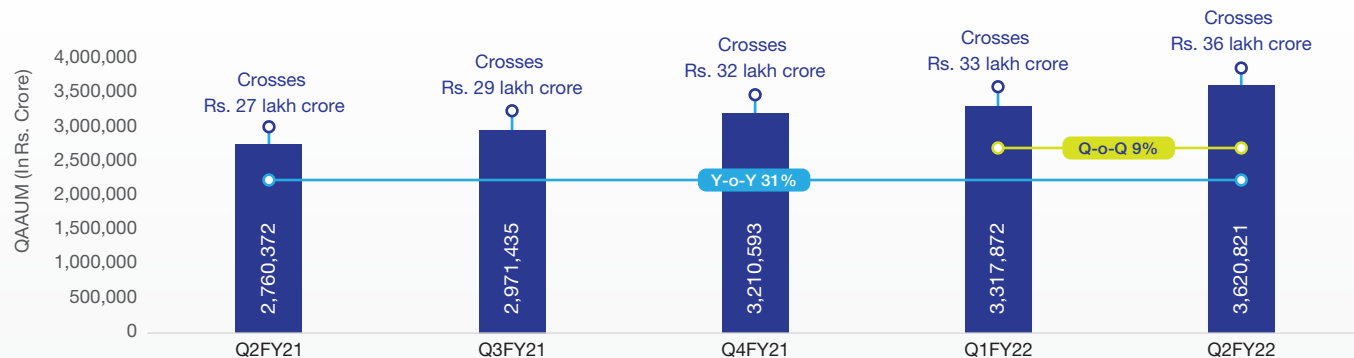 QAAUM (In Rs. Crore)
4,000,000
3,500,000
3,000,000
2,500,000
2,000,000
1,500,000
1,000,000
500,000
0
Crosses
Rs. 27 lakh crore
Crosses
Rs. 29 lakh crore
Crosses
Rs. 32 lakh crore
Crosses
Rs. 33 lakh crore
Crosses
Rs. 36 lakh crore
Q-o-Q 9%
Y-o-Y 31%
2,760,372
2,971,435
3,210,593
3,317,872
3,620,821
Q2FY21
Q3FY21
Q4FY21
Q1FY22
Q2FY22